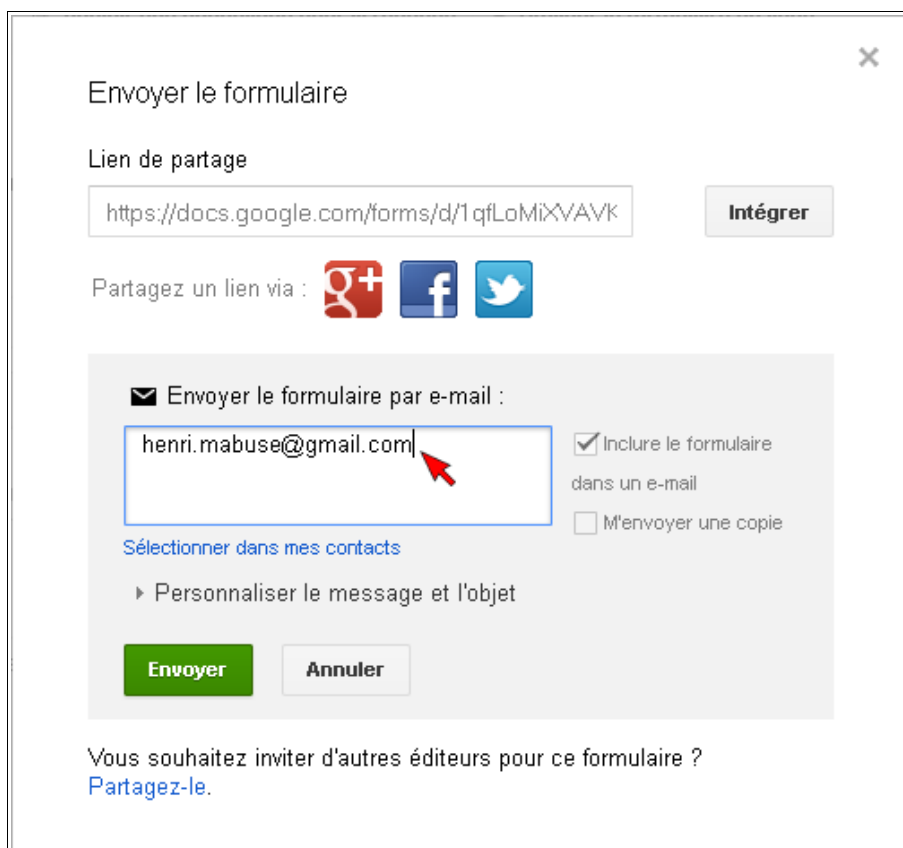 Envoyer le formulaire
Lien de partage
https://docs.google.com/forms/d/1qfLoMiXVAVK
Intégrer
Partagez un lien via :
Envoyer le formulaire par e-mail :
henri.mabuse@gmail.com
Inclure le formulaire
dans un e-mail
M'envoyer une copie
Sélectionner dans mes contacts
Personnaliser le message et l'objet
Envoyer
Annuler
Vous souhaitez inviter d'autres éditeurs pour ce formulaire ?
Partagez-le.